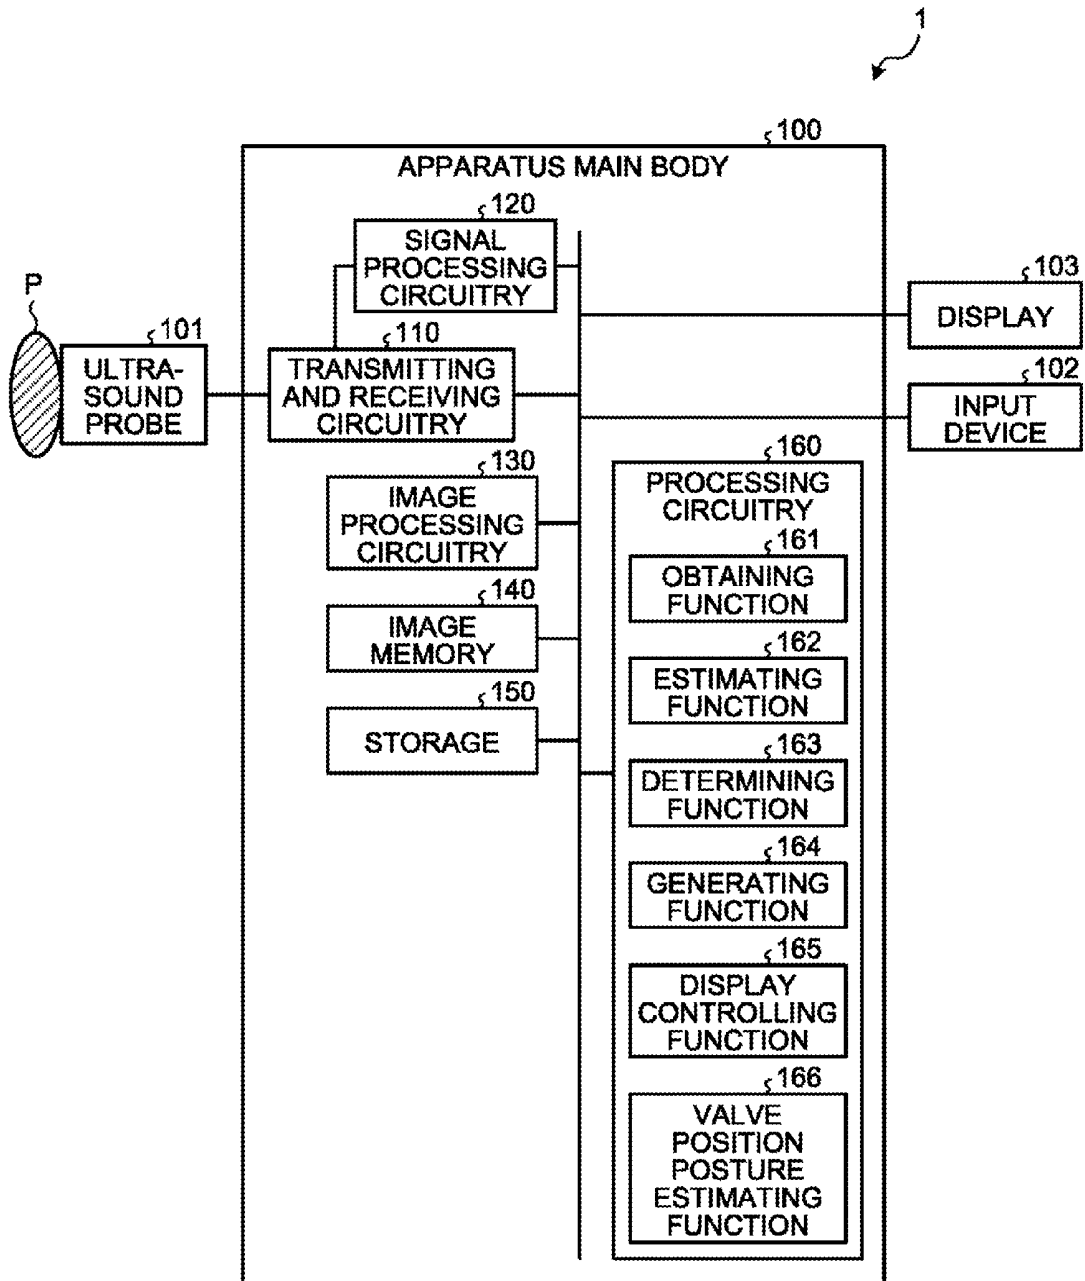 1
100
APPARATUS MAIN BODY
120
SIGNAL
PROCESSING
CIRCUITRY
P
101
ULTRA-
SOUND
PROBE
110
TRANSMITTING
AND RECEIVING
CIRCUITRY
103
DISPLAY
102
INPUT
DEVICE
130
IMAGE
PROCESSING
CIRCUITRY
140
IMAGE
MEMORY
150
STORAGE
160
PROCESSING
CIRCUITRY
161
OBTAINING
FUNCTION
162
ESTIMATING
FUNCTION
163
DETERMINING
FUNCTION
164
GENERATING
FUNCTION
165
DISPLAY
CONTROLLING
FUNCTION
166
VALVE
POSITION
POSTURE
ESTIMATING
FUNCTION